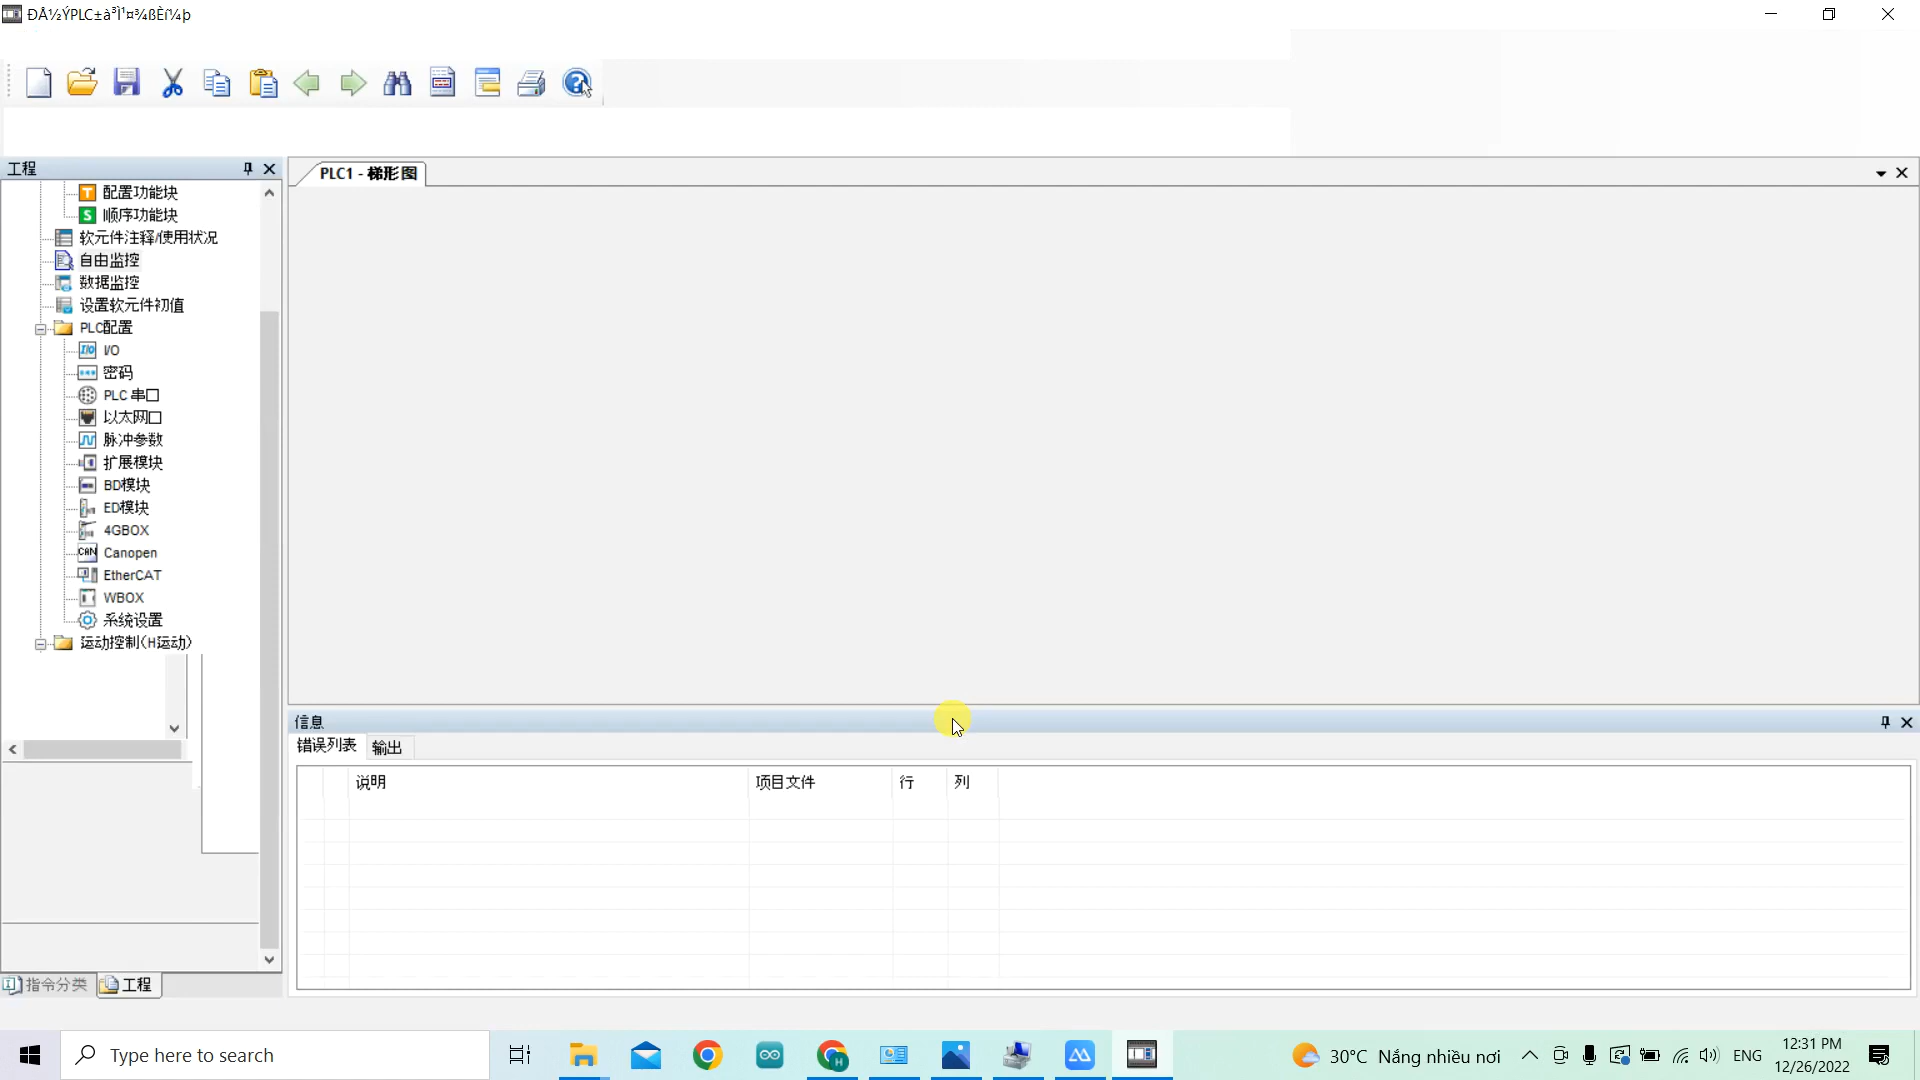 ÐÅ½ÝPLC±à³Ì¹¤¾ßÈí¼þ
工程
PLC1 - 梯形图
配置功能块
顺序功能块
软元件注释/使用状况
自由监控
数据监控
设置软元件初值
PLC配置
I/O
I/O
密码
PLC 串口
以太网口
脉冲参数
扩展模块
BD模块
ED模块
4GBOX
CAN
Canopen
EtherCAT
WBOX
系统设置
运动控制(H运动)
信息
错误列表
输出
说明
项目文件
行
列
指令分类
工程
Type here to search
30°C Nắng nhiều nơi
ENG
12:31 PM
12/26/2022